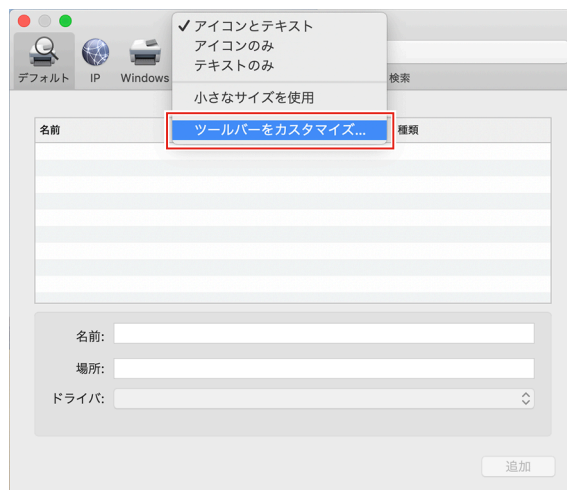 ✓アイコンとテキスト
アイコンのみ
テキストのみ
小さなサイズを使用
ツールバーをカスタマイズ...
デフォルト IP Windows 検索
名前 種類
名前:
場所:
ドライバ:
追加